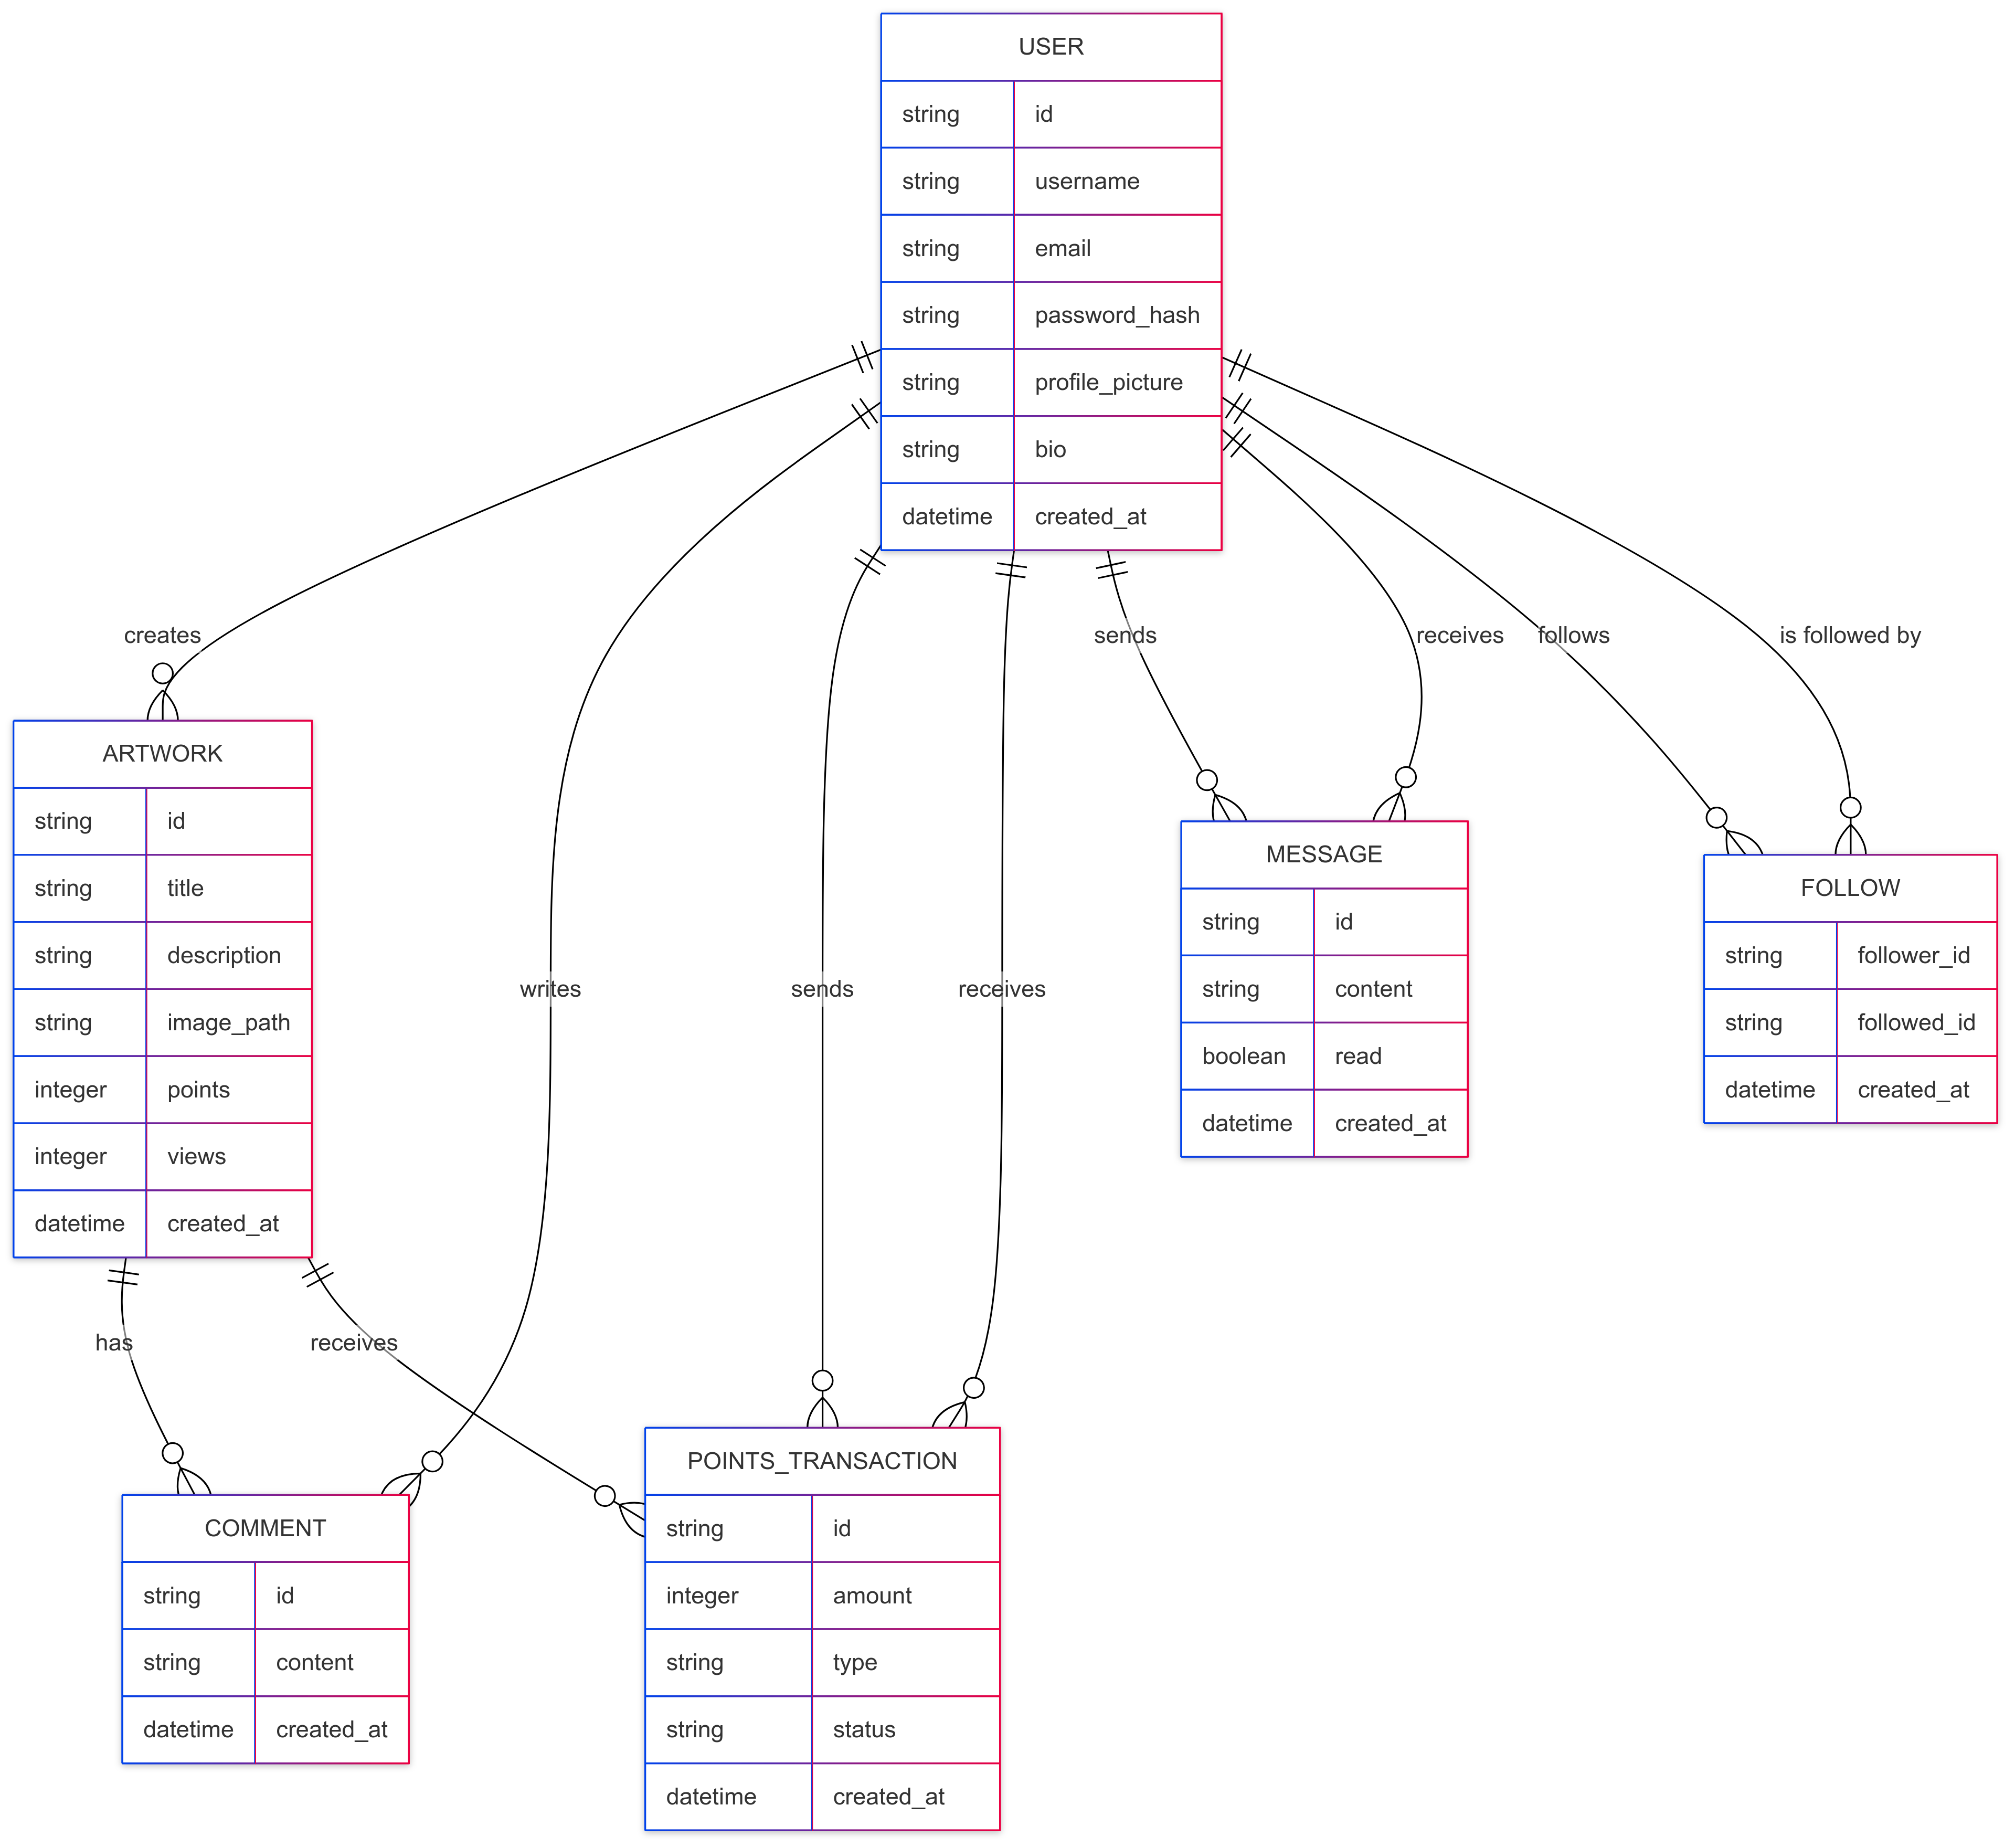 USER
string id
string username
string email
string password_hash
string profile_picture
string bio
datetime created_at
creates
sends
receives
follows
is followed by
ARTWORK
string id
string title
string description
string image_path
integer points
integer views
datetime created_at
MESSAGE
string id
string content
boolean read
datetime created_at
FOLLOW
string follower_id
string followed_id
datetime created_at
writes
sends
receives
has
receives
COMMENT
string id
string content
datetime created_at
POINTS_TRANSACTION
string id
integer amount
string type
string status
datetime created_at